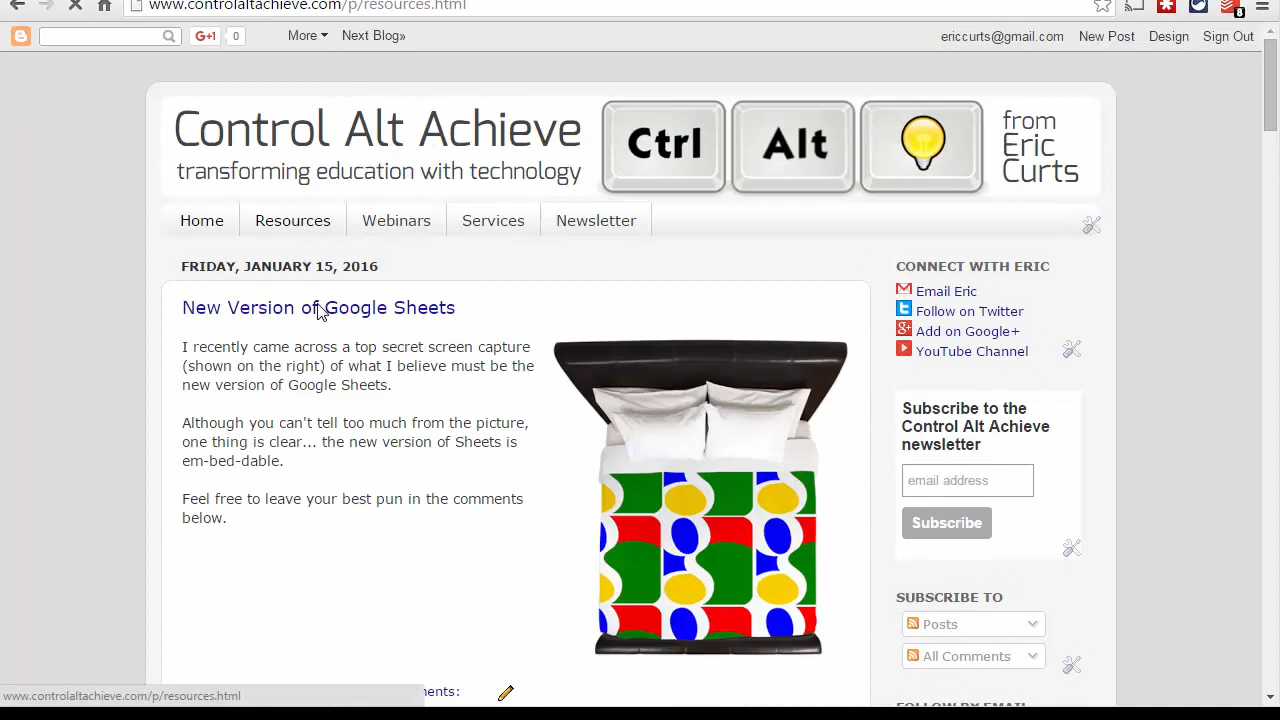 www.controlaltachieve.com/p/resources.html
8
G+1 0 More Next Blog» ericcurts@gmail.com New Post Design Sign Out
Control Alt Achieve
transforming education with technology
Ctrl Alt
from
Eric
Curts
Home Resources Webinars Services Newsletter
FRIDAY, JANUARY 15, 2016
New Version of Google Sheets
I recently came across a top secret screen capture
(shown on the right) of what I believe must be the
new version of Google Sheets.
Although you can't tell too much from the picture,
one thing is clear... the new version of Sheets is
em-bed-dable.
Feel free to leave your best pun in the comments
below.
CONNECT WITH ERIC
Email Eric
Follow on Twitter
Add on Google+
YouTube Channel
Subscribe to the
Control Alt Achieve
newsletter
email address
Subscribe
SUBSCRIBE TO
Posts
All Comments
www.controlaltachieve.com/p/resources.html